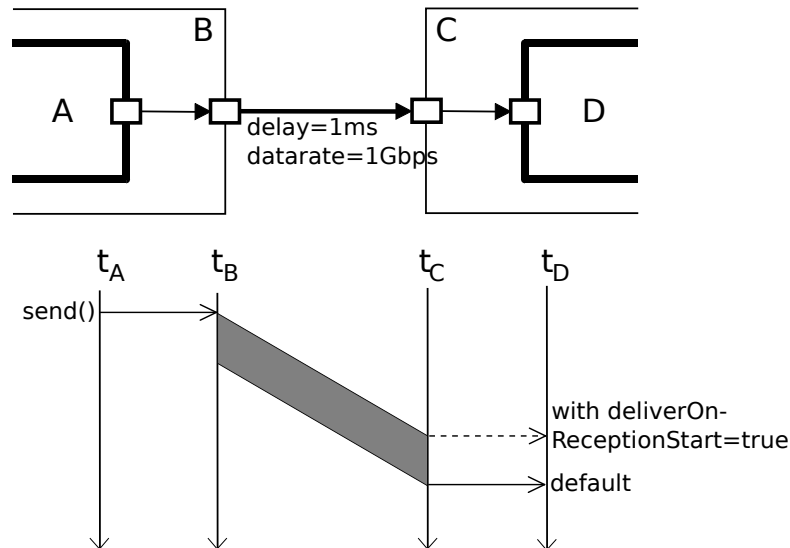 B
C
A
D
delay=1ms
datarate=1Gbps
tA
tB
tC
tD
send()
with deliverOn-
ReceptionStart=true
default